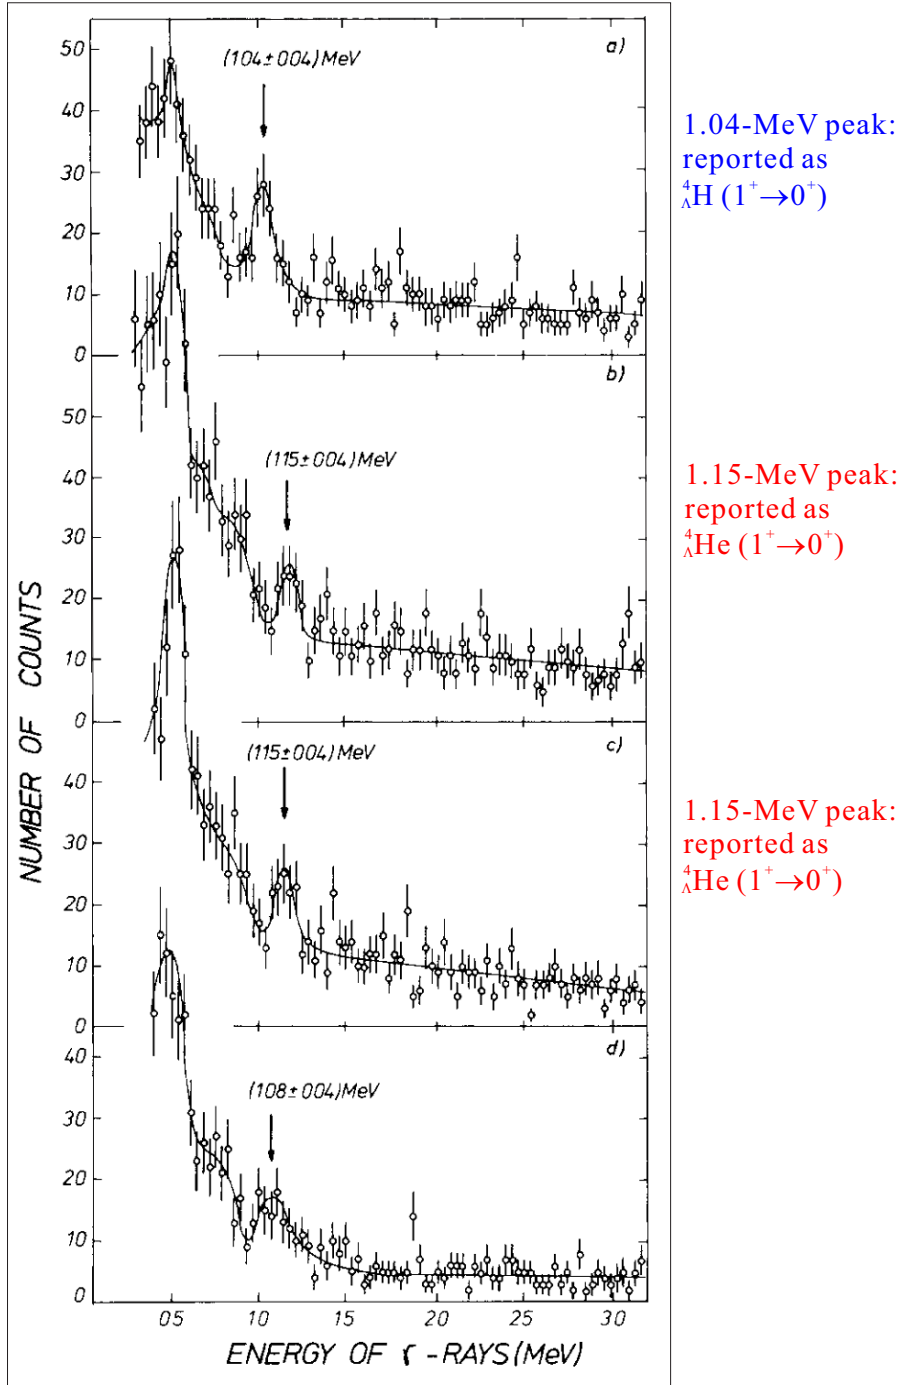 50
40
30
20
10
0
(104±004)MeV
a)
1.04-MeV peak:
reported as
⁴ΛH (1⁺→0⁺)
50
40
30
20
10
0
(115±004)MeV
b)
1.15-MeV peak:
reported as
⁴ΛHe (1⁺→0⁺)
40
30
20
10
0
(115±004)MeV
c)
1.15-MeV peak:
reported as
⁴ΛHe (1⁺→0⁺)
40
30
20
10
0
(108±004)MeV
d)
NUMBER OF COUNTS
05 10 15 20 25 30
ENERGY OF γ-RAYS(MeV)